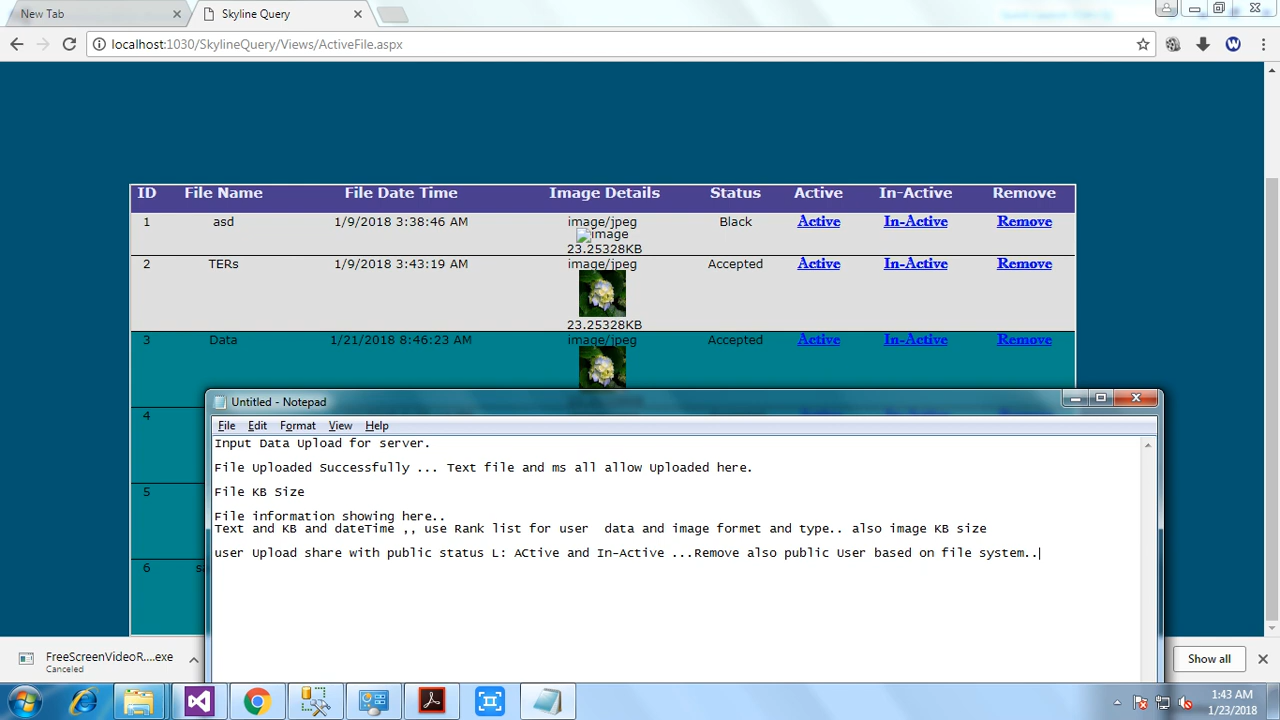 New Tab
Skyline Query
localhost:1030/SkylineQuery/Views/ActiveFile.aspx
ID File Name File Date Time Image Details Status Active In-Active Remove
1 asd 1/9/2018 3:38:46 AM image/jpeg Black Active In-Active Remove
image
23.25328KB
2 TERs 1/9/2018 3:43:19 AM image/jpeg Accepted Active In-Active Remove
23.25328KB
3 Data 1/21/2018 8:46:23 AM image/jpeg Accepted Active In-Active Remove
4
5
6
Untitled - Notepad
File Edit Format View Help
Input Data Upload for server.
File Uploaded Successfully ... Text file and ms all allow Uploaded here.
File KB Size
File information showing here..
Text and KB and dateTime ,, use Rank list for user  data and image formet and type.. also image KB size
user Upload share with public status L: ACtive and In-Active ...Remove also public User based on file system..
FreeScreenVideoR....exe
Canceled
Show all
1:43 AM
1/23/2018